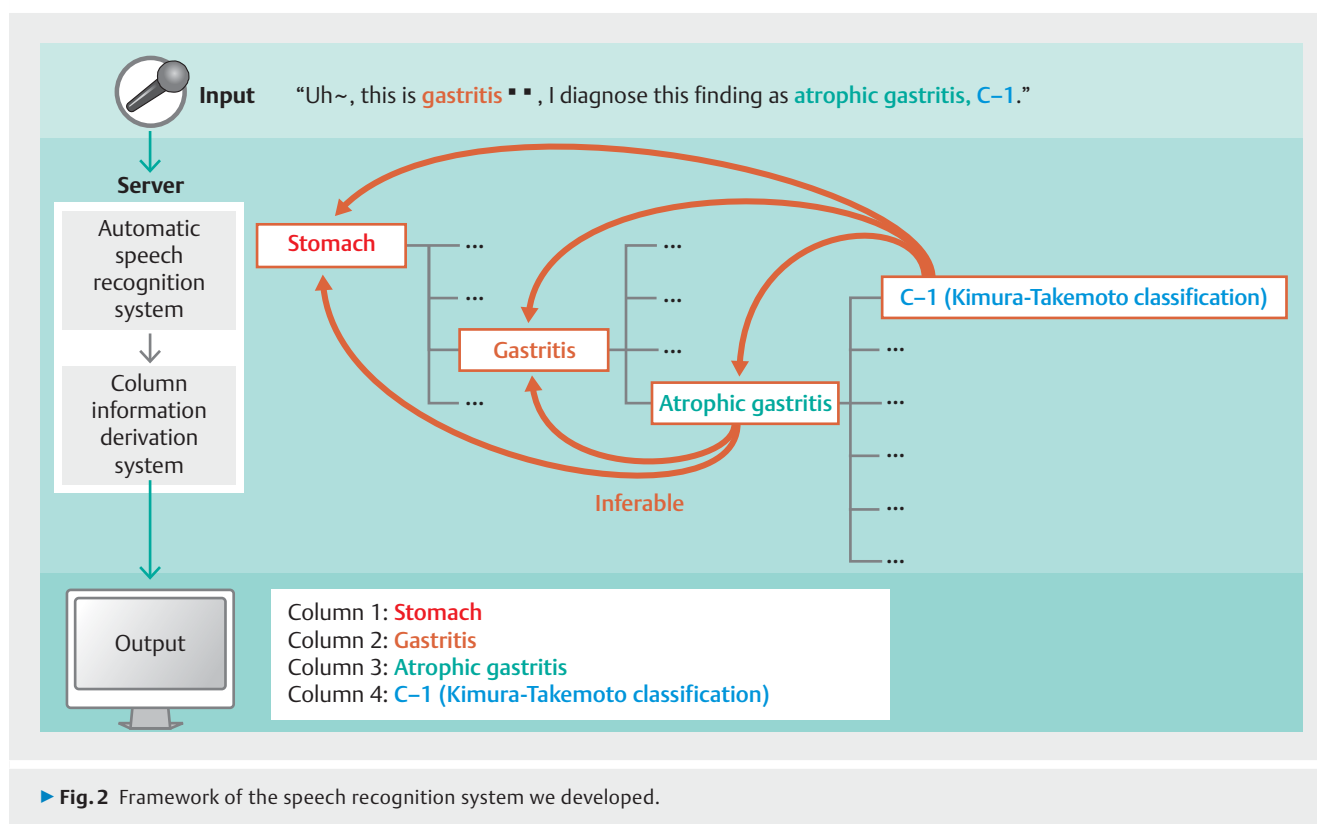 Input "Uh~, this is gastritis ▪ ▪ , I diagnose this finding as atrophic gastritis, C–1."
Server
Automatic
speech
recognition
system
Column
information
derivation
system
Stomach
...
...
...
Gastritis
...
...
...
Atrophic gastritis
C–1 (Kimura-Takemoto classification)
...
...
...
...
...
Inferable
Output
Column 1: Stomach
Column 2: Gastritis
Column 3: Atrophic gastritis
Column 4: C–1 (Kimura-Takemoto classification)
▶ Fig. 2 Framework of the speech recognition system we developed.